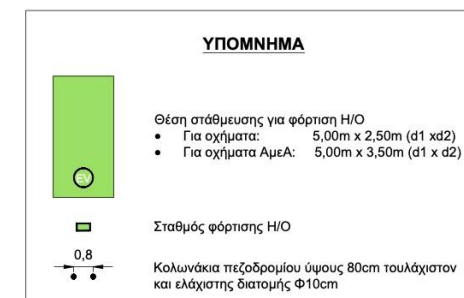 ΥΠΟΜΝΗΜΑ
Θέση στάθμευσης για φόρτιση Η/Ο
• Για οχήματα: 5,00m x 2,50m (d1 xd2)
• Για οχήματα ΑμεΑ: 5,00m x 3,50m (d1 x d2)
EV
Σταθμός φόρτισης Η/Ο
0,8
Κολωνάκια πεζοδρομίου ύψους 80cm τουλάχιστον
και ελάχιστης διατομής Φ10cm